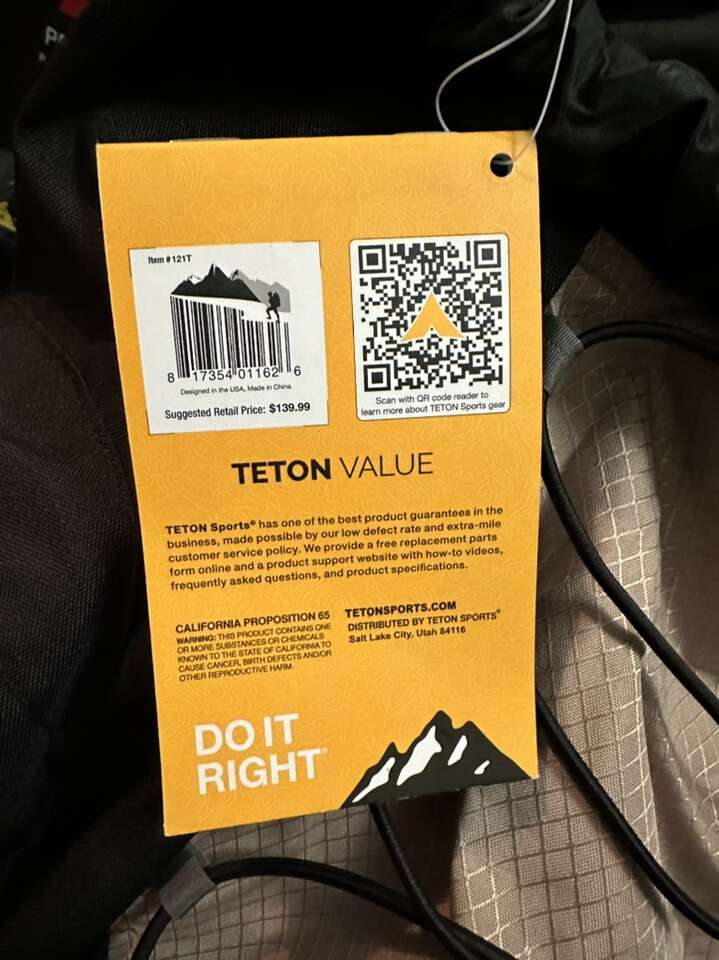 Item #121T
8 17354 01162 6
Designed in the USA, Made in China
Suggested Retail Price: $139.99
Scan with QR code reader to
learn more about TETON Sports gear
TETON VALUE
TETON Sports® has one of the best product guarantees in the
business, made possible by our low defect rate and extra-mile
customer service policy. We provide a free replacement parts
form online and a product support website with how-to videos,
frequently asked questions, and product specifications.
CALIFORNIA PROPOSITION 65
WARNING: THIS PRODUCT CONTAINS ONE
OR MORE SUBSTANCES OR CHEMICALS
KNOWN TO THE STATE OF CALIFORNIA TO
CAUSE CANCER, BIRTH DEFECTS AND/OR
OTHER REPRODUCTIVE HARM.
TETONSPORTS.COM
DISTRIBUTED BY TETON SPORTS®
Salt Lake City, Utah 84116
DO IT
RIGHT®